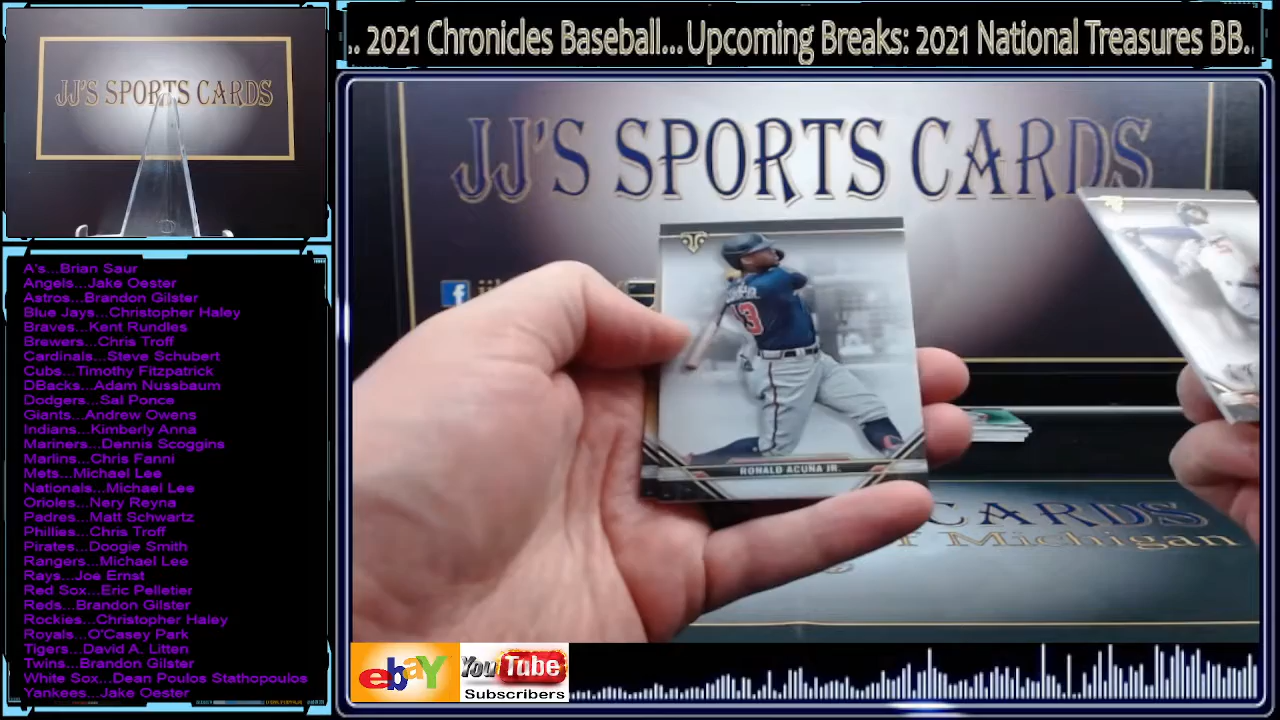 .. 2021 Chronicles Baseball...Upcoming Breaks: 2021 National Treasures BB.
JJ'S SPORTS CARDS
JJ'S SPORTS CARDS
13
RONALD ACUÑA JR.
CARDS
Michigan
A's...Brian Saur
Angels...Jake Oester
Astros...Brandon Gilster
Blue Jays...Christopher Haley
Braves...Kent Rundles
Brewers...Chris Troff
Cardinals...Steve Schubert
Cubs...Timothy Fitzpatrick
DBacks...Adam Nussbaum
Dodgers...Sal Ponce
Giants...Andrew Owens
Indians...Kimberly Anna
Mariners...Dennis Scoggins
Marlins...Chris Fanni
Mets...Michael Lee
Nationals...Michael Lee
Orioles...Nery Reyna
Padres...Matt Schwartz
Phillies...Chris Troff
Pirates...Doogie Smith
Rangers...Michael Lee
Rays...Joe Ernst
Red Sox...Eric Pelletier
Reds...Brandon Gilster
Rockies...Christopher Haley
Royals...O'Casey Park
Tigers...David A. Litten
Twins...Brandon Gilster
White Sox...Dean Poulos Stathopoulos
Yankees...Jake Oester
ebaY
YouTube
Subscribers